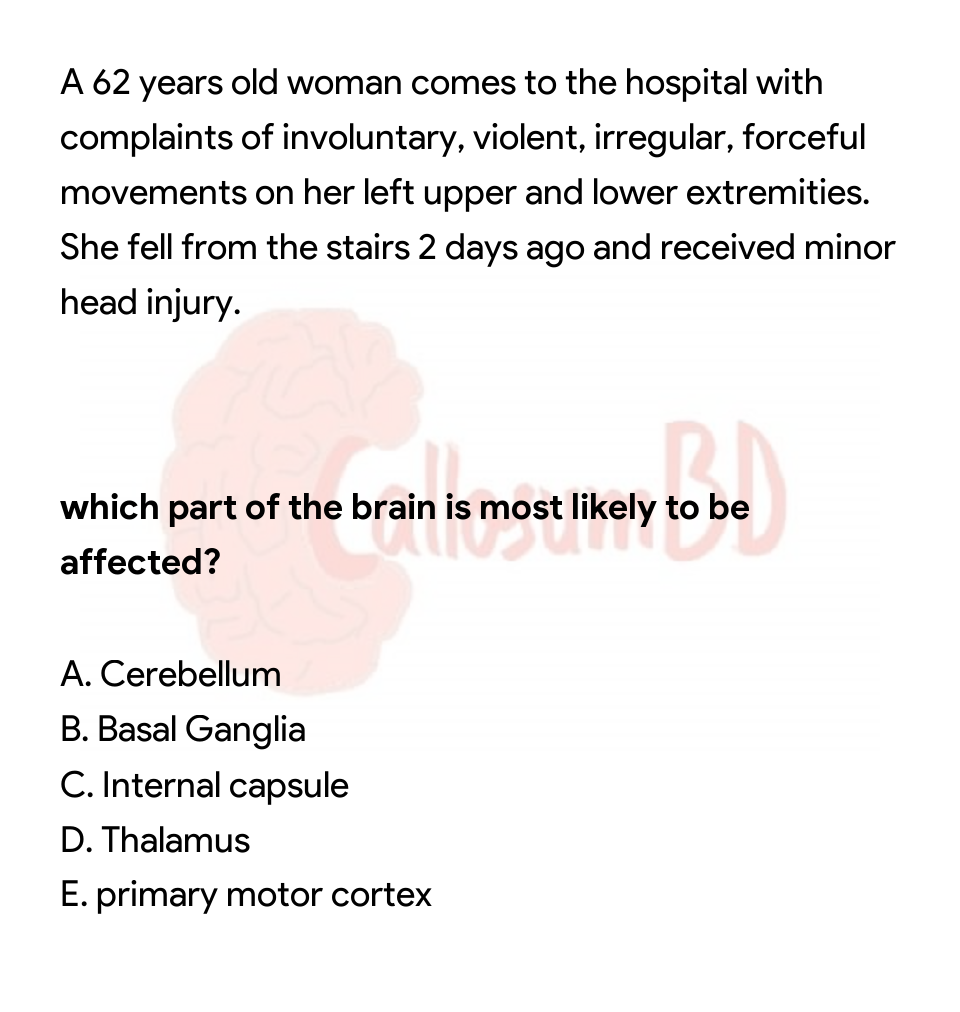 A 62 years old woman comes to the hospital with
complaints of involuntary, violent, irregular, forceful
movements on her left upper and lower extremities.
She fell from the stairs 2 days ago and received minor
head injury.
CallosumBD
which part of the brain is most likely to be
affected?
A. Cerebellum
B. Basal Ganglia
C. Internal capsule
D. Thalamus
E. primary motor cortex